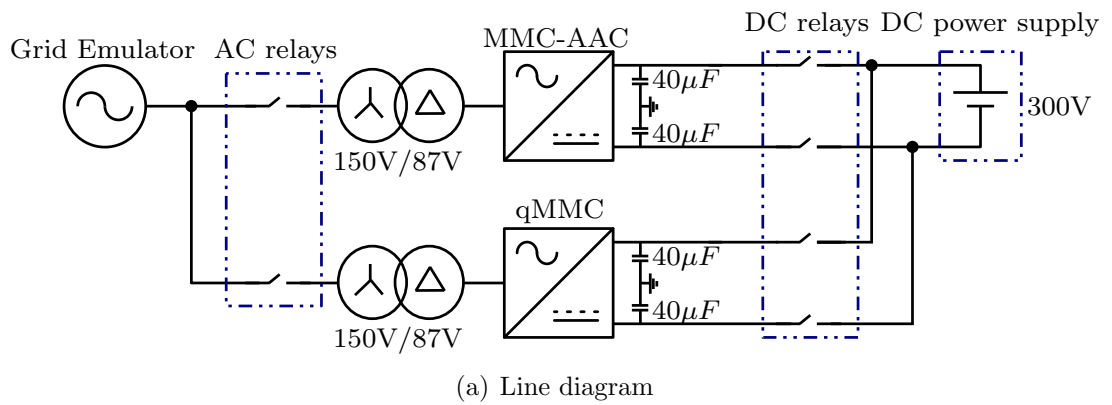 Grid Emulator
AC relays
MMC-AAC
DC relays
DC power supply
40μF
40μF
300V
150V/87V
qMMC
40μF
40μF
150V/87V
(a) Line diagram